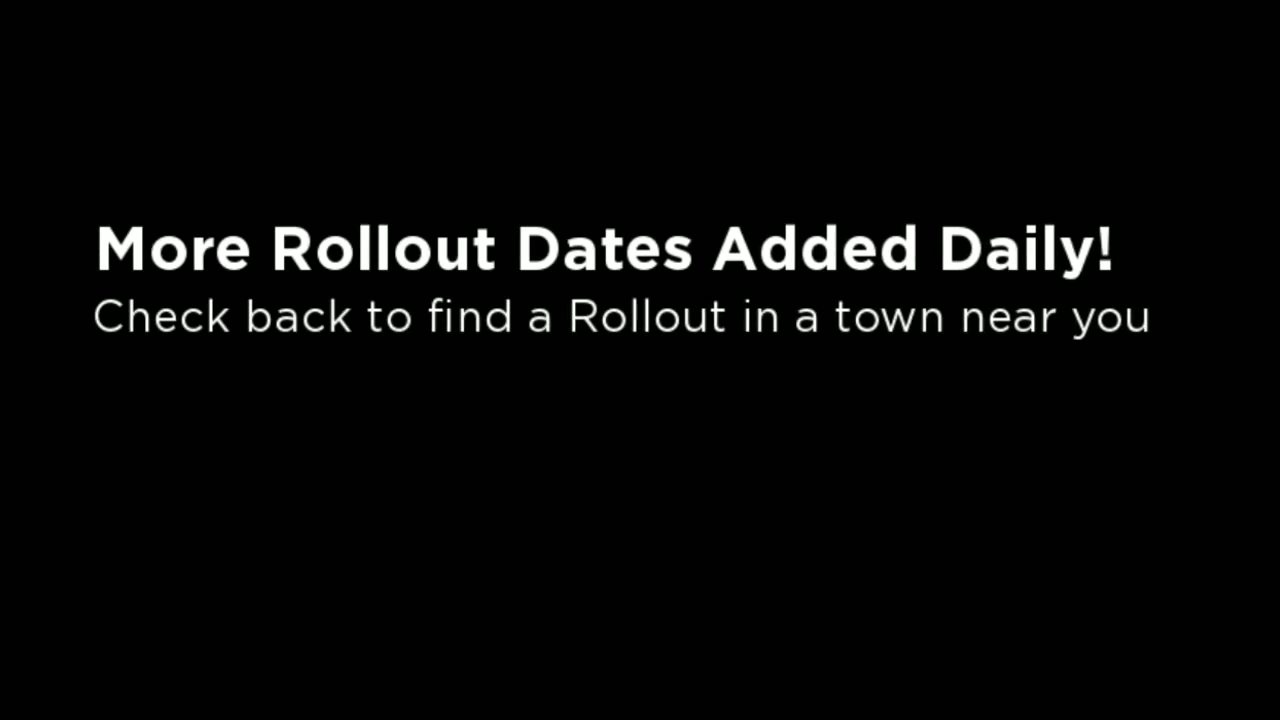 More Rollout Dates Added Daily!
Check back to find a Rollout in a town near you